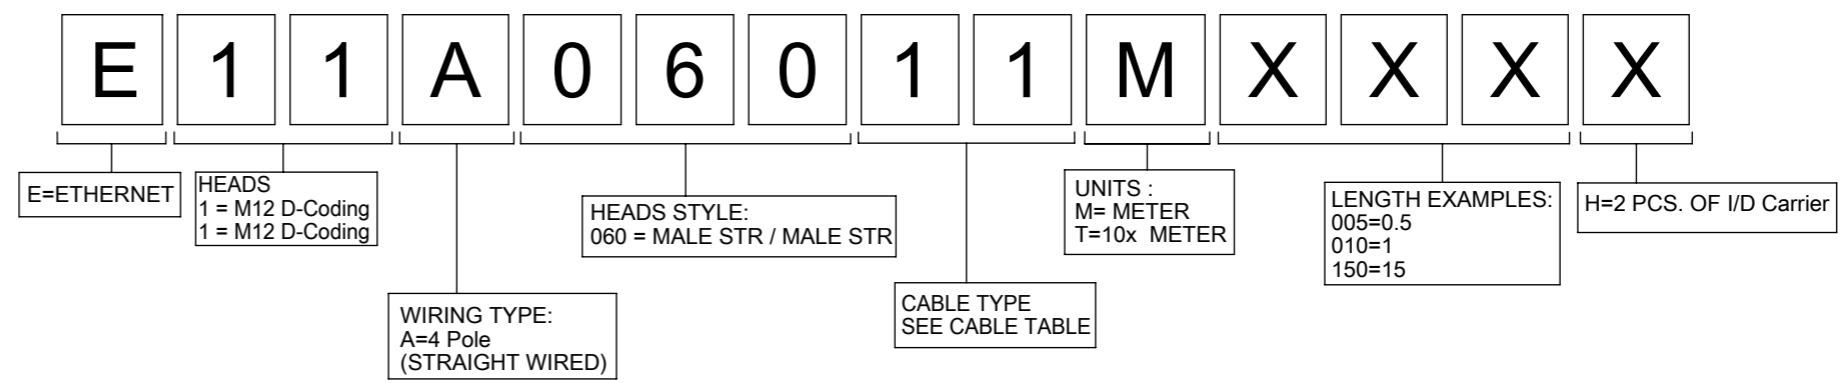 E 1 1 A 0 6 0 1 1 M X X X X
E=ETHERNET
HEADS
1 = M12 D-Coding
1 = M12 D-Coding
WIRING TYPE:
A=4 Pole
(STRAIGHT WIRED)
HEADS STYLE:
060 = MALE STR / MALE STR
CABLE TYPE
SEE CABLE TABLE
UNITS :
M= METER
T=10x METER
LENGTH EXAMPLES:
005=0.5
010=1
150=15
H=2 PCS. OF I/D Carrier